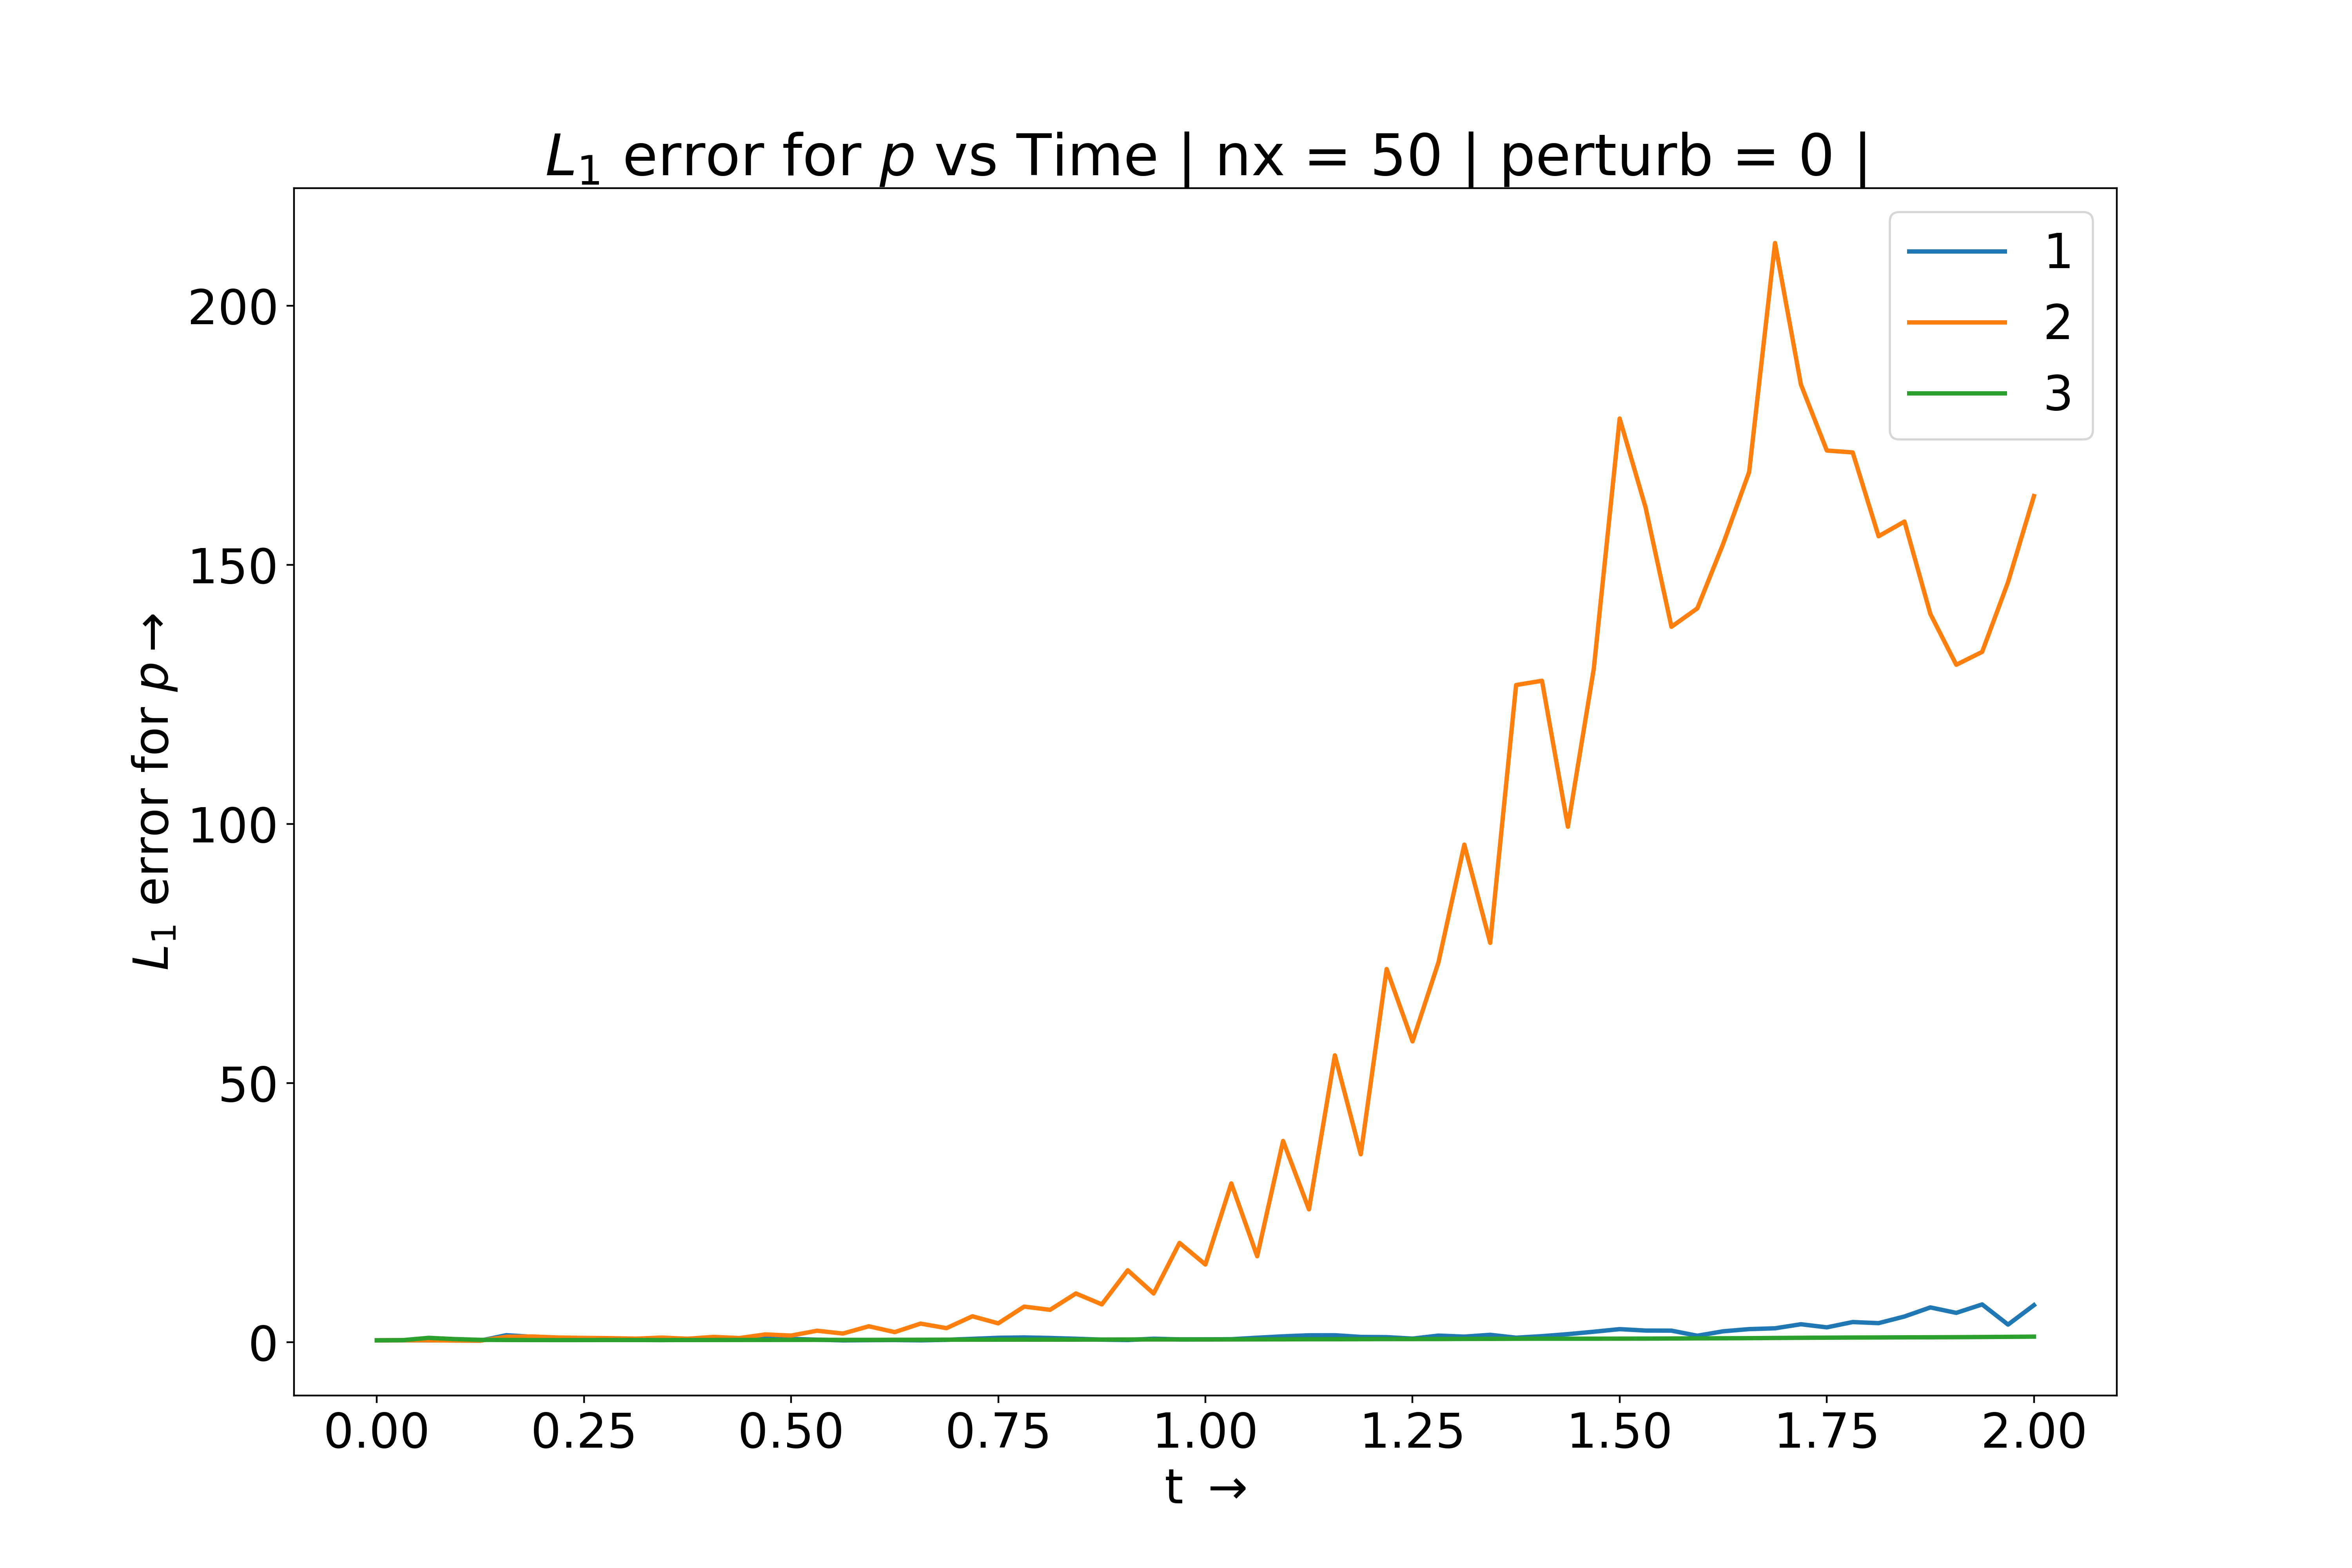 L₁ error for p vs Time | nx = 50 | perturb = 0 |
1
2
3
200
150
100
50
0
L₁ error for p→
0.00 0.25 0.50 0.75 1.00 1.25 1.50 1.75 2.00
t →